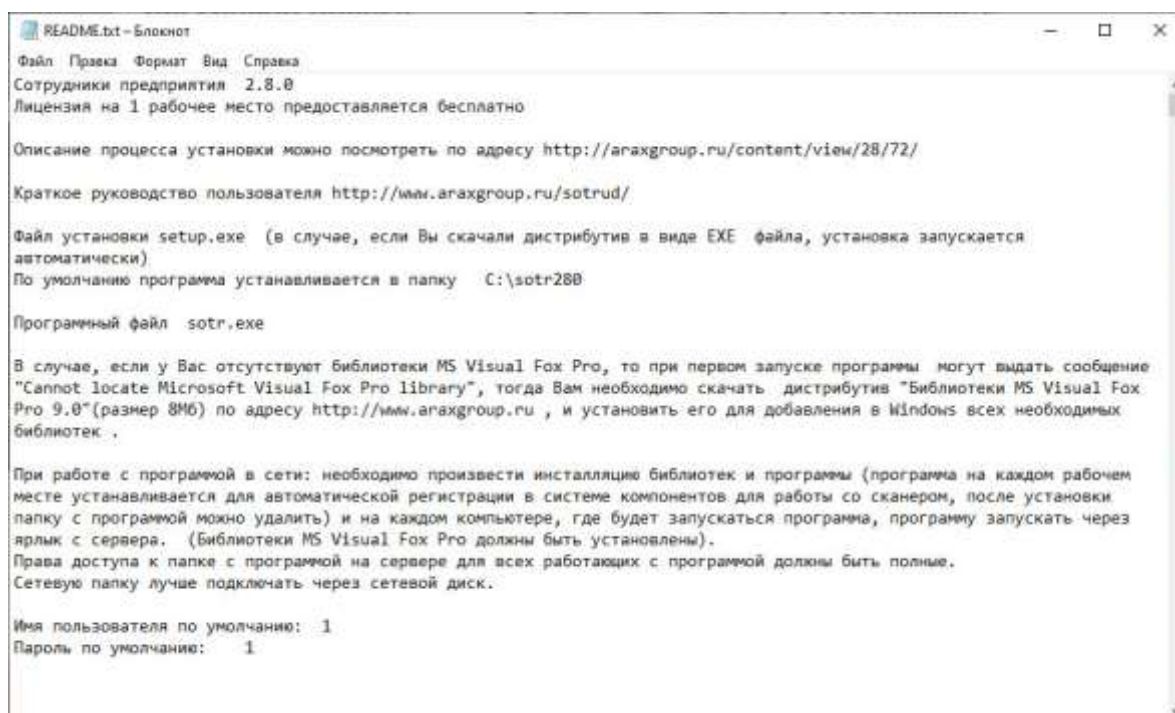 README.txt – Блокнот
Файл Правка Формат Вид Справка
Сотрудники предприятия 2.8.0
Лицензия на 1 рабочее место предоставляется бесплатно
Описание процесса установки можно посмотреть по адресу http://araxgroup.ru/content/view/28/72/
Краткое руководство пользователя http://www.araxgroup.ru/sotrud/
Файл установки setup.exe (в случае, если Вы скачали дистрибутив в виде EXE файла, установка запускается
автоматически)
По умолчанию программа устанавливается в папку C:\sotr280
Программный файл sotr.exe
В случае, если у Вас отсутствуют библиотеки MS Visual Fox Pro, то при первом запуске программы могут выдать сообщение
"Cannot locate Microsoft Visual Fox Pro library", тогда Вам необходимо скачать дистрибутив "Библиотеки MS Visual Fox
Pro 9.0"(размер 8Мб) по адресу http://www.araxgroup.ru , и установить его для добавления в Windows всех необходимых
библиотек .
При работе с программой в сети: необходимо произвести инсталляцию библиотек и программы (программа на каждом рабочем
месте устанавливается для автоматической регистрации в системе компонентов для работы со сканером, после установки
папку с программой можно удалить) и на каждом компьютере, где будет запускаться программа, программу запускать через
ярлык с сервера. (Библиотеки MS Visual Fox Pro должны быть установлены).
Права доступа к папке с программой на сервере для всех работающих с программой должны быть полные.
Сетевую папку лучше подключать через сетевой диск.
Имя пользователя по умолчанию: 1
Пароль по умолчанию: 1